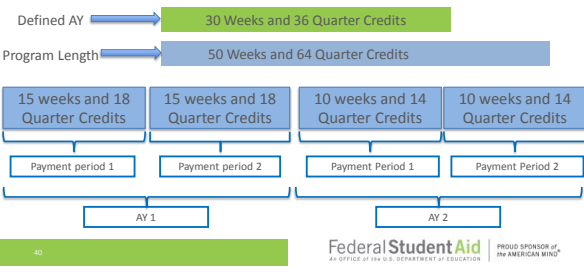 Defined AY
30 Weeks and 36 Quarter Credits
Program Length
50 Weeks and 64 Quarter Credits
15 weeks and 18
Quarter Credits
15 weeks and 18
Quarter Credits
10 weeks and 14
Quarter Credits
10 weeks and 14
Quarter Credits
Payment period 1
Payment period 2
Payment Period 1
Payment Period 2
AY 1
AY 2
40
Federal Student Aid
An OFFICE of the U.S. DEPARTMENT of EDUCATION
PROUD SPONSOR of
the AMERICAN MIND®